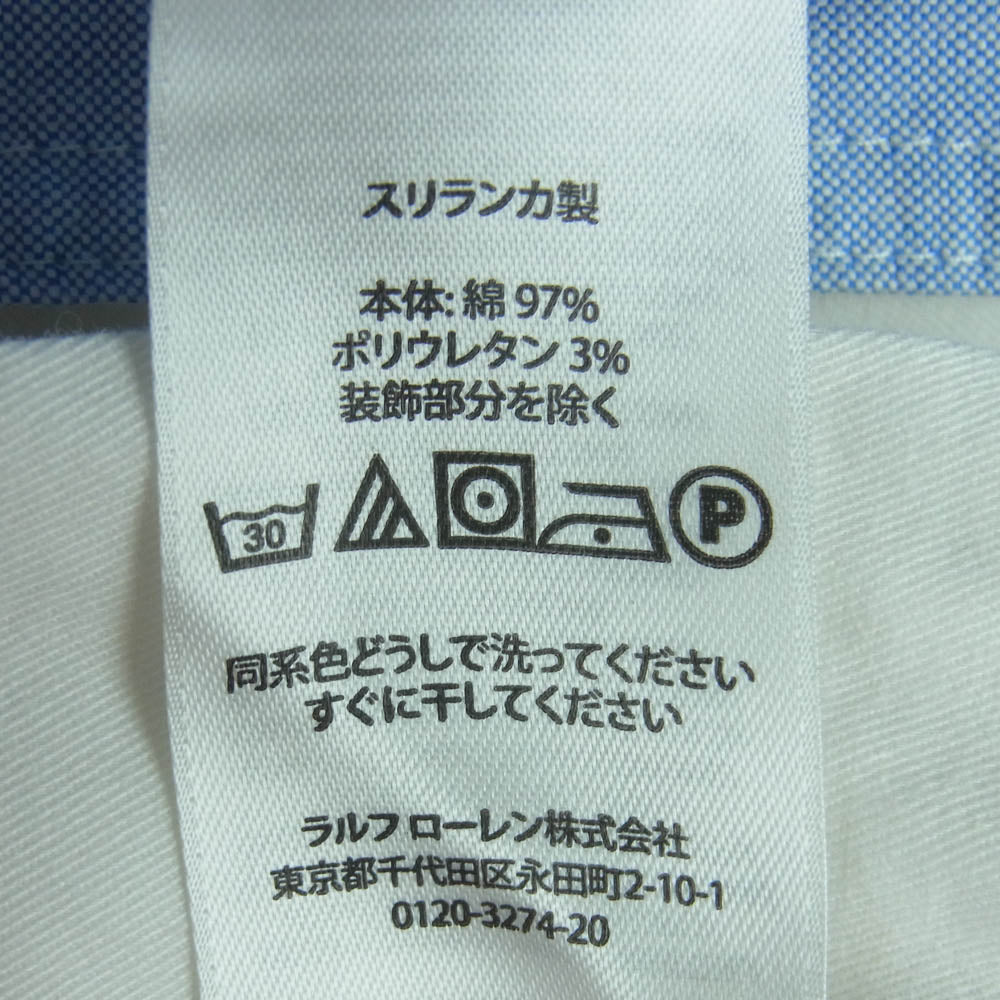 スリランカ製
本体: 綿 97%
ポリウレタン 3%
装飾部分を除く
30 P
同系色どうしで洗ってください
すぐに干してください
ラルフ ローレン株式会社
東京都千代田区永田町2-10-1
0120-3274-20